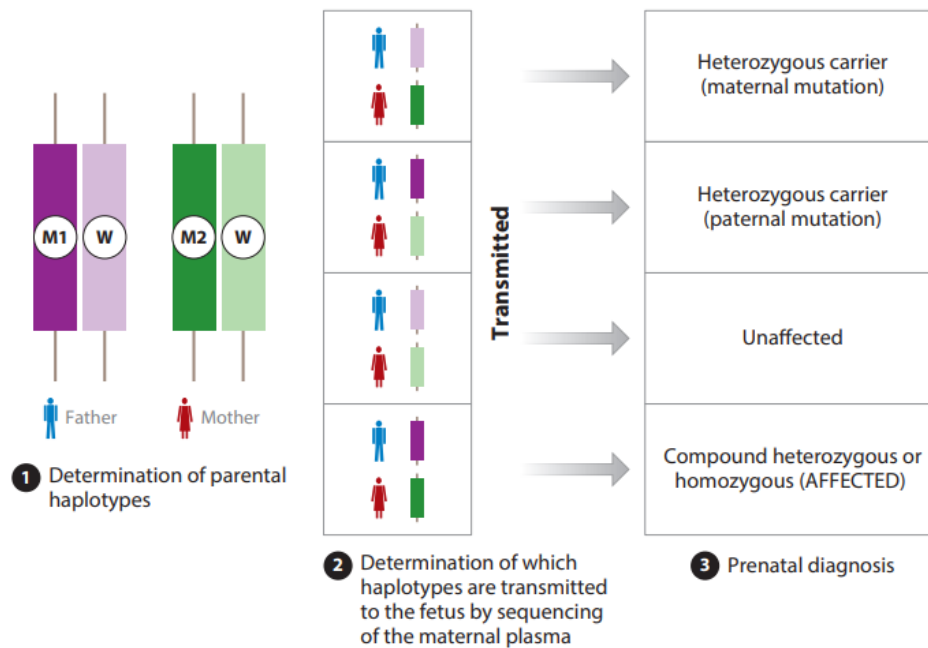 M1
W
M2
W
Father
Mother
1 Determination of parental
haplotypes
Transmitted
2 Determination of which
haplotypes are transmitted
to the fetus by sequencing
of the maternal plasma
Heterozygous carrier
(maternal mutation)
Heterozygous carrier
(paternal mutation)
Unaffected
Compound heterozygous or
homozygous (AFFECTED)
3 Prenatal diagnosis